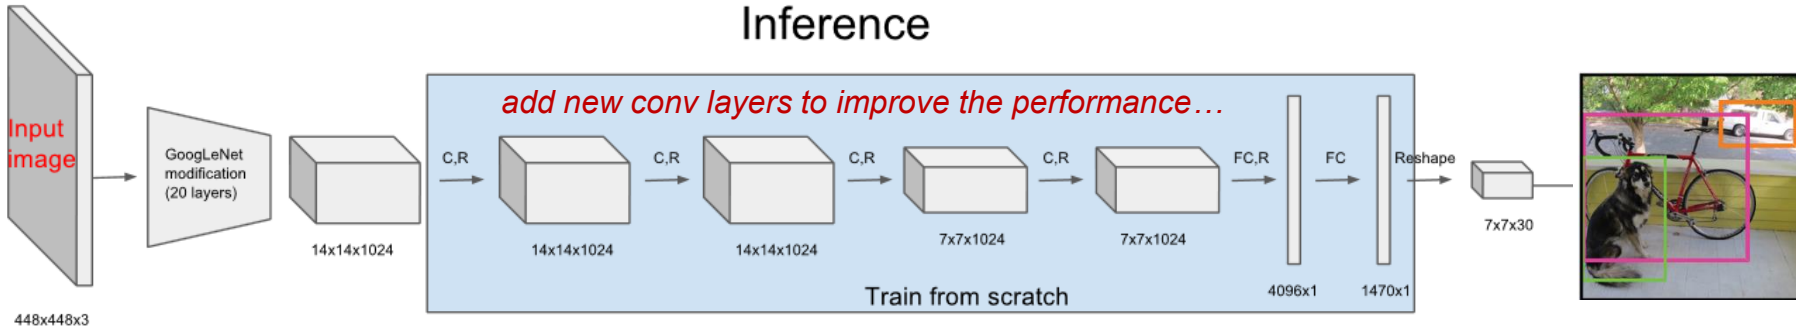 Inference
add new conv layers to improve the performance…
Input
image
GoogLeNet
modification
(20 layers)
C,R
C,R
C,R
C,R
FC,R
FC
Reshape
14x14x1024
14x14x1024
14x14x1024
7x7x1024
7x7x1024
7x7x30
4096x1
1470x1
Train from scratch
448x448x3